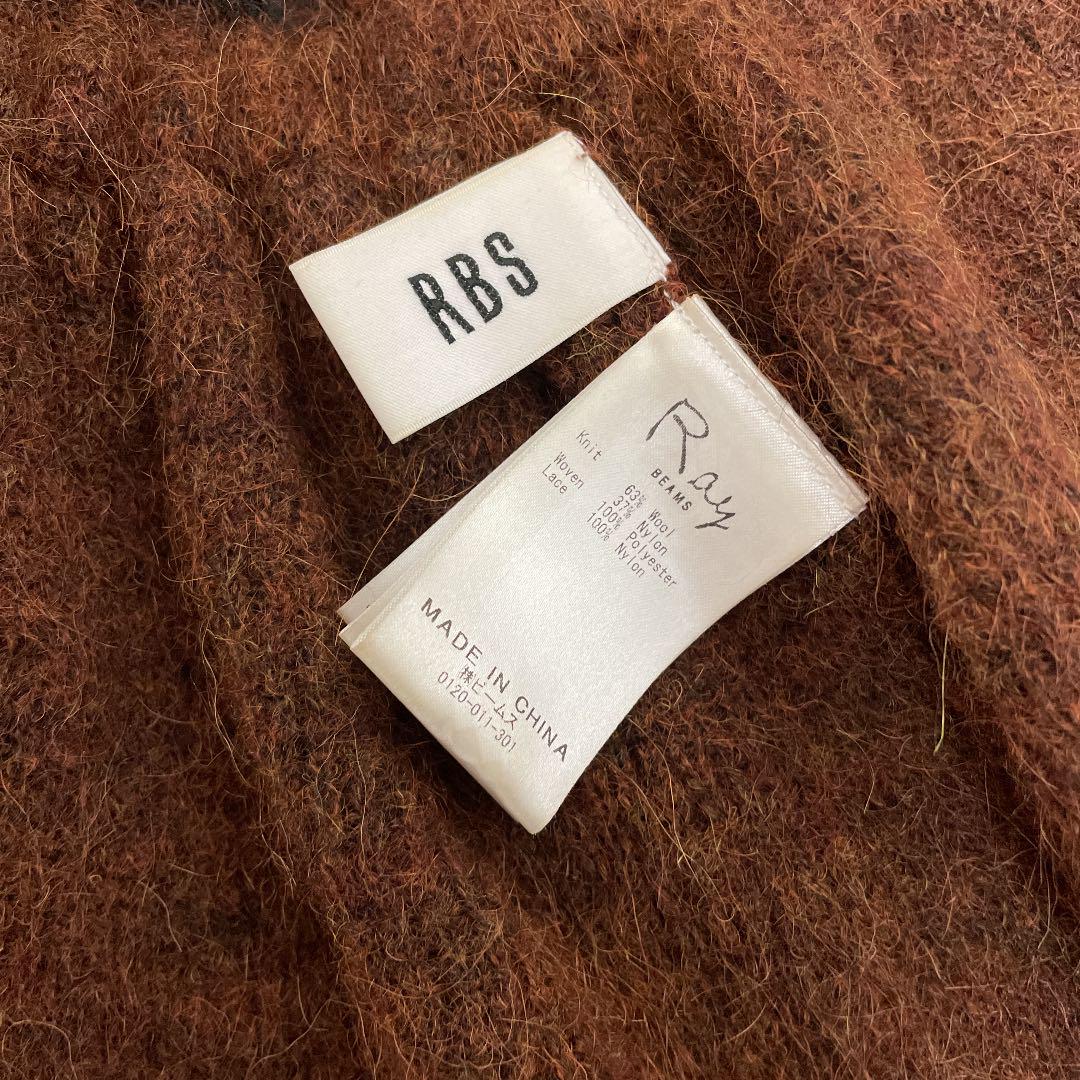 RBS
Ray
BEAMS
Knit 63% Wool
37% Nylon
Woven 100% Polyester
Lace 100% Nylon
MADE IN CHINA
㈱ビームス
0120-011-301